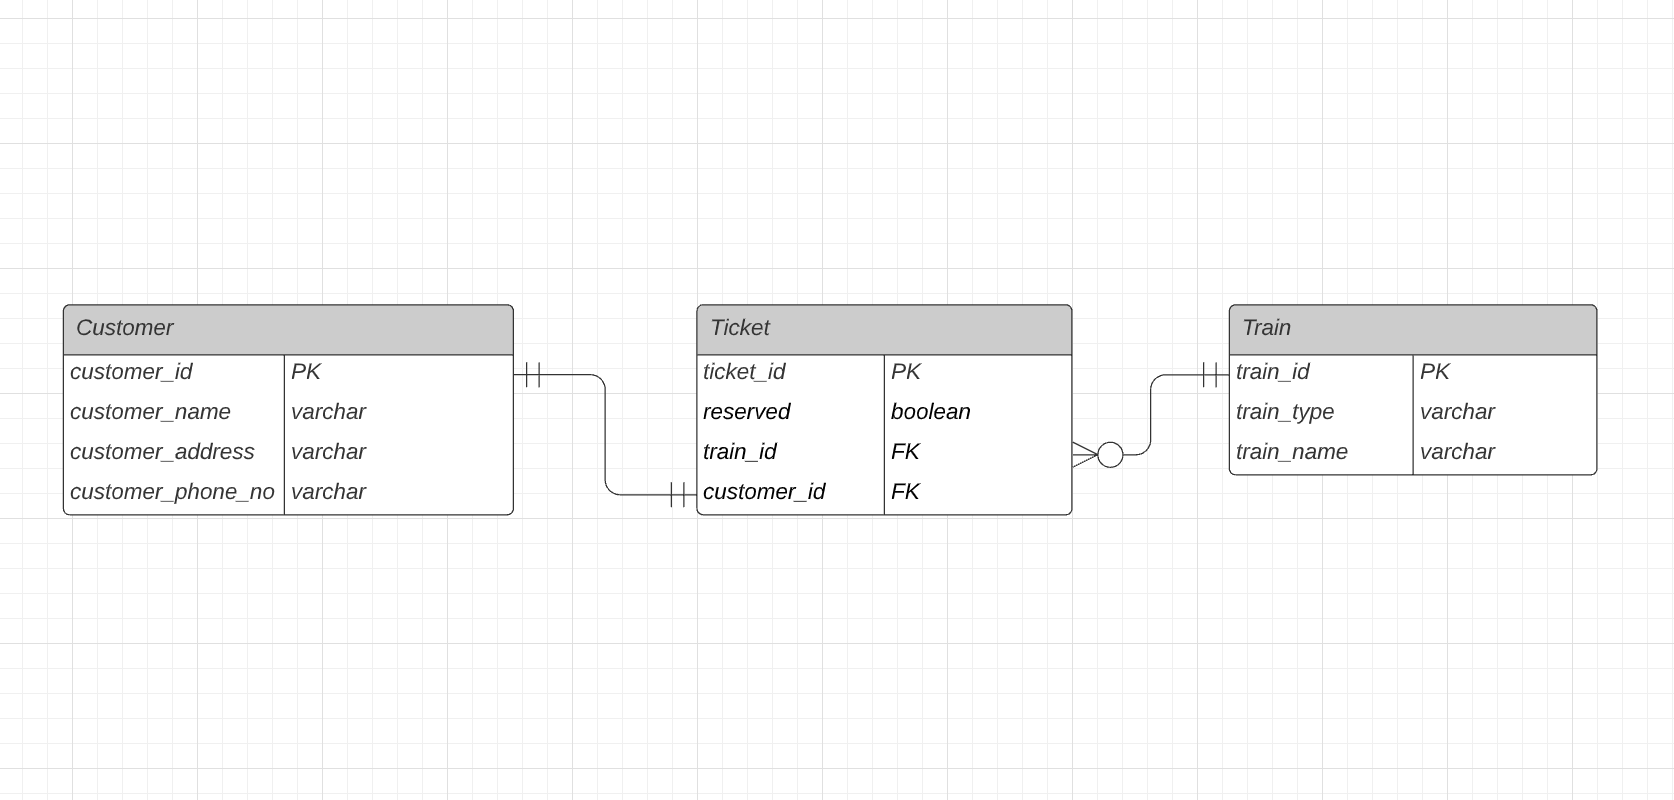 Customer
customer_id PK
customer_name varchar
customer_address varchar
customer_phone_no varchar
Ticket
ticket_id PK
reserved boolean
train_id FK
customer_id FK
Train
train_id PK
train_type varchar
train_name varchar